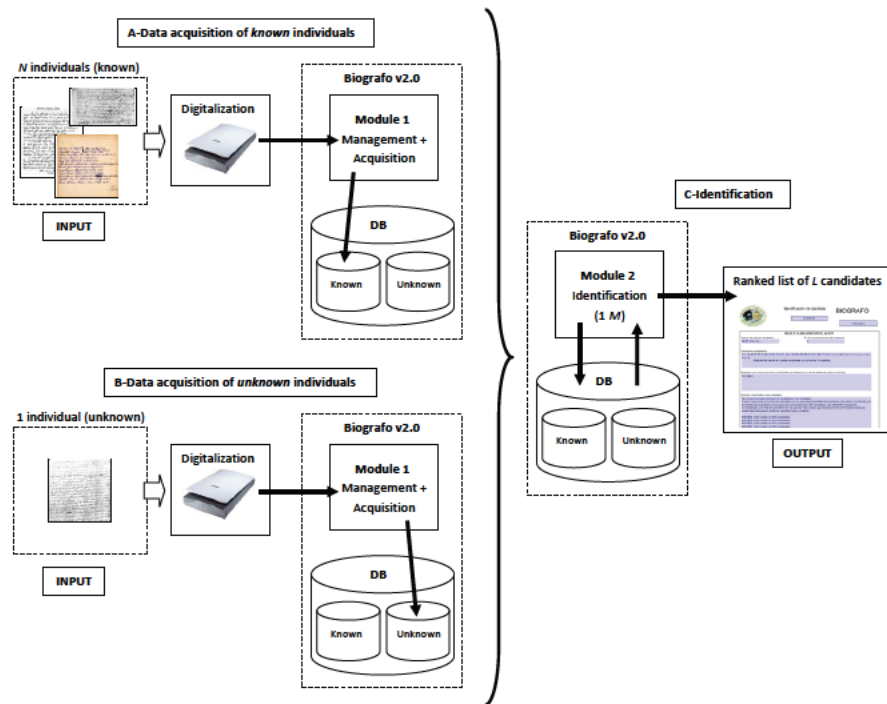 A-Data acquisition of known individuals
N individuals (known)
INPUT
Digitalization
Biografo v2.0
Module 1
Management +
Acquisition
DB
Known
Unknown
B-Data acquisition of unknown individuals
1 individual (unknown)
INPUT
Digitalization
Biografo v2.0
Module 1
Management +
Acquisition
DB
Known
Unknown
C-Identification
Biografo v2.0
Module 2
Identification
(1 M)
DB
Known
Unknown
Ranked list of L candidates
BIOGRAFO
OUTPUT